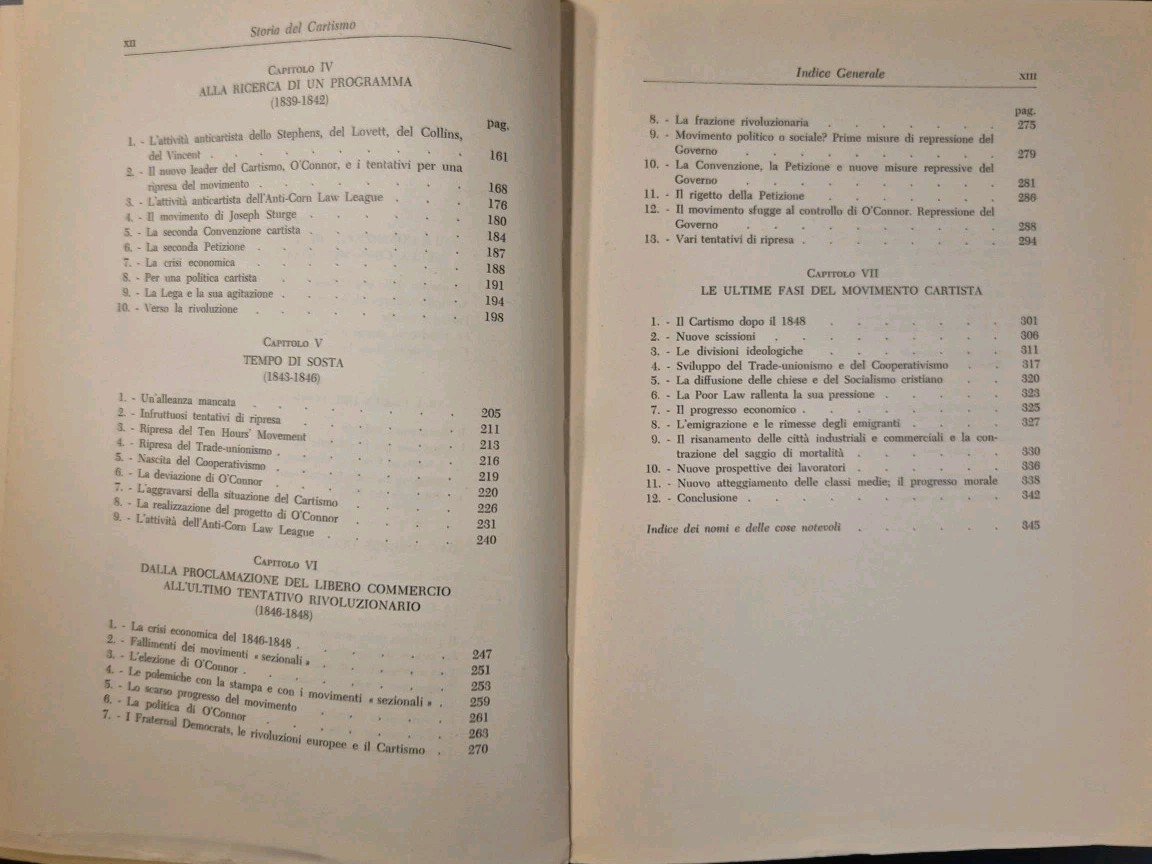 XII
Storia del Cartismo
CAPITOLO IV
ALLA RICERCA DI UN PROGRAMMA
(1839-1842)
pag.
1. - L'attività anticartista dello Stephens, del Lovett, del Collins,
del Vincent . . . . . . . . . . 161
2. - Il nuovo leader del Cartismo, O'Connor, e i tentativi per una
ripresa del movimento . . . . . . . . 168
3. - L'attività anticartista dell'Anti-Corn Law League . . . 176
4. - Il movimento di Joseph Sturge . . . . . . 180
5. - La seconda Convenzione cartista . . . . . . 184
6. - La seconda Petizione . . . . . . . . 187
7. - La crisi economica . . . . . . . . 188
8. - Per una politica cartista . . . . . . . 191
9. - La Lega e la sua agitazione . . . . . . . 194
10. - Verso la rivoluzione . . . . . . . . 198
CAPITOLO V
TEMPO DI SOSTA
(1843-1846)
1. - Un'alleanza mancata . . . . . . . . 205
2. - Infruttuosi tentativi di ripresa . . . . . . 211
3. - Ripresa del Ten Hours' Movement . . . . . 213
4. - Ripresa del Trade-unionismo . . . . . . . 216
5. - Nascita del Cooperativismo . . . . . . . 219
6. - La deviazione di O'Connor . . . . . . . 220
7. - L'aggravarsi della situazione del Cartismo . . . . 226
8. - La realizzazione del progetto di O'Connor . . . . 231
9. - L'attività dell'Anti-Corn Law League . . . . . 240
CAPITOLO VI
DALLA PROCLAMAZIONE DEL LIBERO COMMERCIO
ALL'ULTIMO TENTATIVO RIVOLUZIONARIO
(1846-1848)
1. - La crisi economica del 1846-1848 . . . . . . 247
2. - Fallimenti dei movimenti « sezionali » . . . . . 251
3. - L'elezione di O'Connor . . . . . . . . 253
4. - Le polemiche con la stampa e con i movimenti « sezionali » . 259
5. - Lo scarso progresso del movimento . . . . . 261
6. - La politica di O'Connor . . . . . . . 263
7. - I Fraternal Democrats, le rivoluzioni europee e il Cartismo . 270
Indice Generale
XIII
pag.
8. - La frazione rivoluzionaria . . . . . . . 275
9. - Movimento politico o sociale? Prime misure di repressione del
Governo . . . . . . . . . . 279
10. - La Convenzione, la Petizione e nuove misure repressive del
Governo . . . . . . . . . . 281
11. - Il rigetto della Petizione . . . . . . . 286
12. - Il movimento sfugge al controllo di O'Connor. Repressione del
Governo . . . . . . . . . . 288
13. - Vari tentativi di ripresa . . . . . . . . 294
CAPITOLO VII
LE ULTIME FASI DEL MOVIMENTO CARTISTA
1. - Il Cartismo dopo il 1848 . . . . . . . 301
2. - Nuove scissioni . . . . . . . . . 306
3. - Le divisioni ideologiche . . . . . . . 311
4. - Sviluppo del Trade-unionismo e del Cooperativismo . . 317
5. - La diffusione delle chiese e del Socialismo cristiano . . 320
6. - La Poor Law rallenta la sua pressione . . . . . 323
7. - Il progresso economico . . . . . . . . 325
8. - L'emigrazione e le rimesse degli emigranti . . . . 327
9. - Il risanamento delle città industriali e commerciali e la con-
trazione del saggio di mortalità . . . . . . 330
10. - Nuove prospettive dei lavoratori . . . . . . 336
11. - Nuovo atteggiamento delle classi medie; il progresso morale 338
12. - Conclusione . . . . . . . . . . 342
Indice dei nomi e delle cose notevoli . . . . . . 345